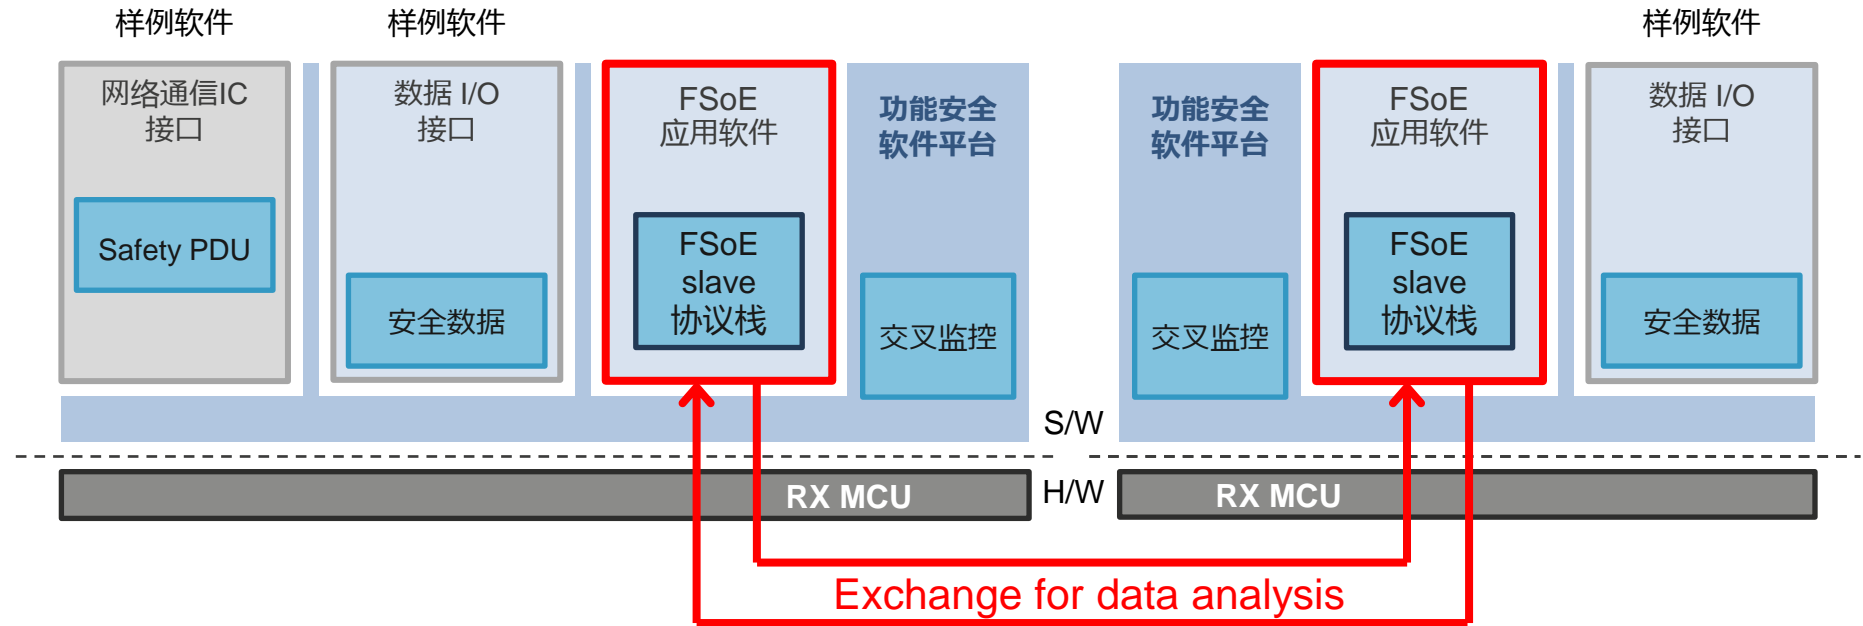 样例软件
样例软件
样例软件
网络通信IC
接口
数据 I/O
接口
FSoE
应用软件
功能安全
软件平台
功能安全
软件平台
FSoE
应用软件
数据 I/O
接口
Safety PDU
安全数据
FSoE
slave
协议栈
交叉监控
交叉监控
FSoE
slave
协议栈
安全数据
S/W
H/W
RX MCU
RX MCU
Exchange for data analysis